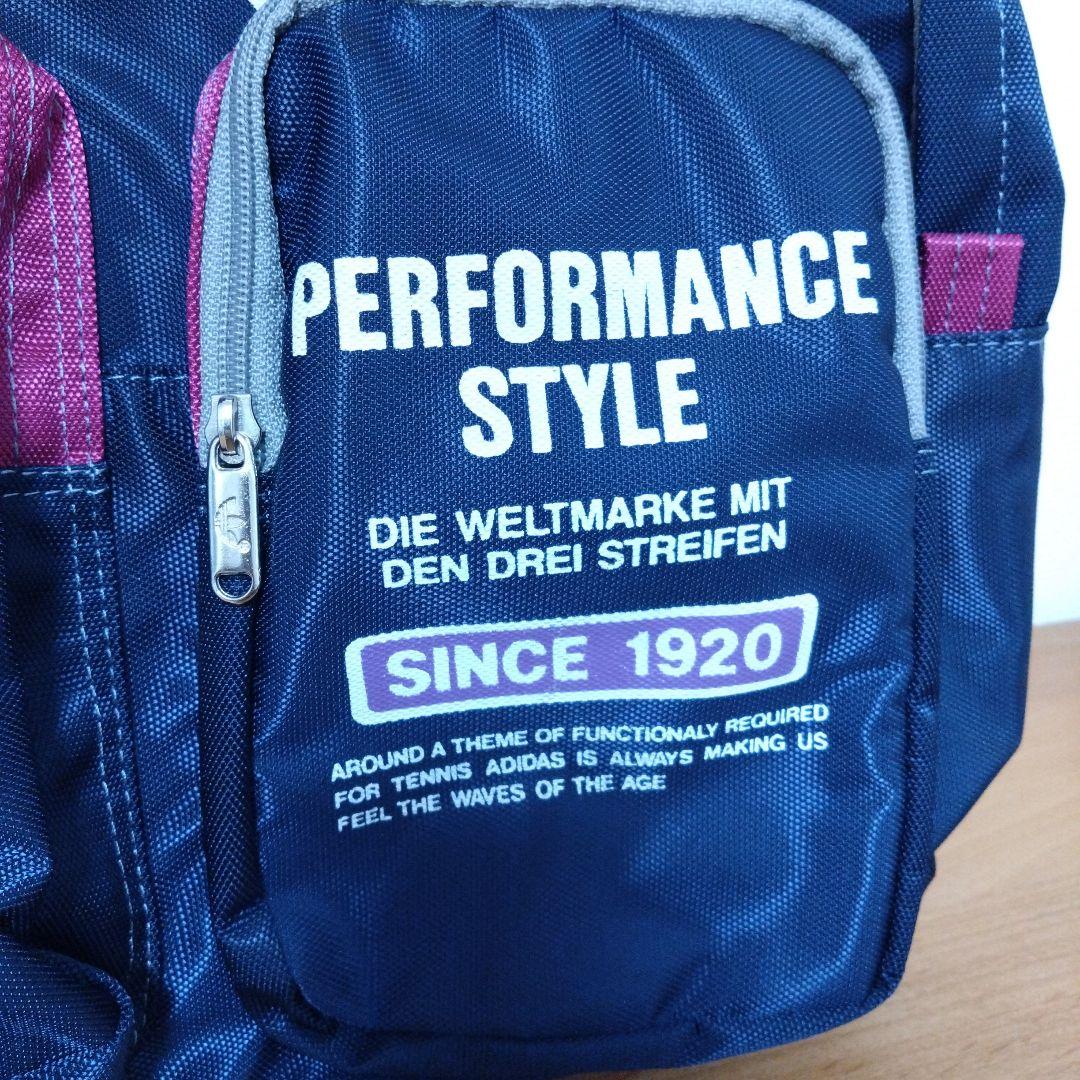 PERFORMANCE
STYLE
DIE WELTMARKE MIT
DEN DREI STREIFEN
SINCE 1920
AROUND A THEME OF FUNCTIONALY REQUIRED
FOR TENNIS ADIDAS IS ALWAYS MAKING US
FEEL THE WAVES OF THE AGE